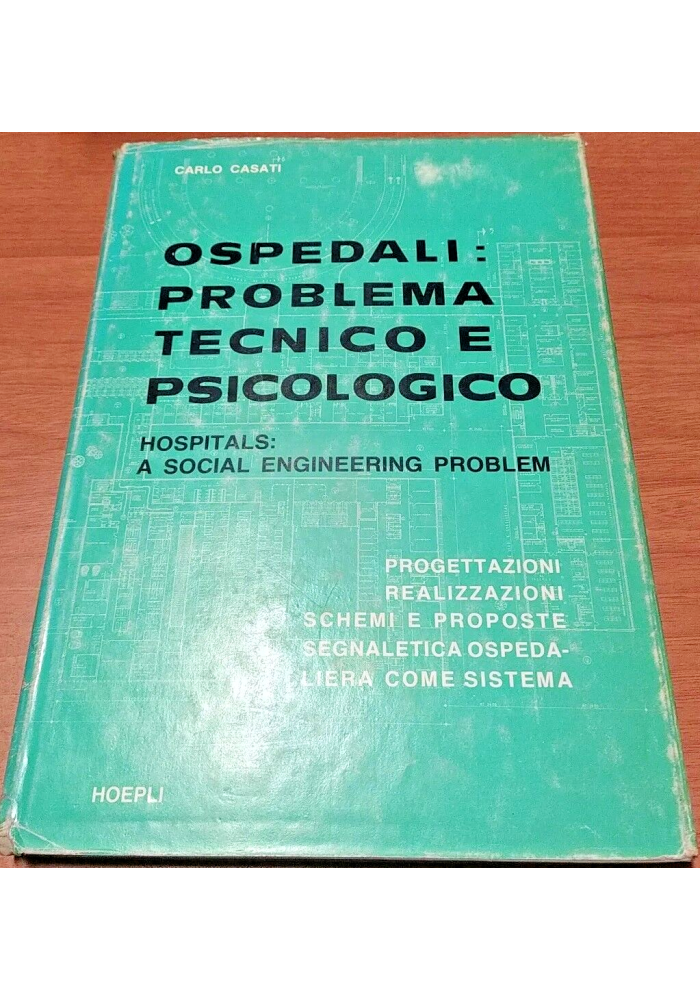 CARLO CASATI
OSPEDALI:
PROBLEMA
TECNICO E
PSICOLOGICO
HOSPITALS:
A SOCIAL ENGINEERING PROBLEM
PROGETTAZIONI
REALIZZAZIONI
SCHEMI E PROPOSTE
SEGNALETICA OSPEDA-
LIERA COME SISTEMA
HOEPLI